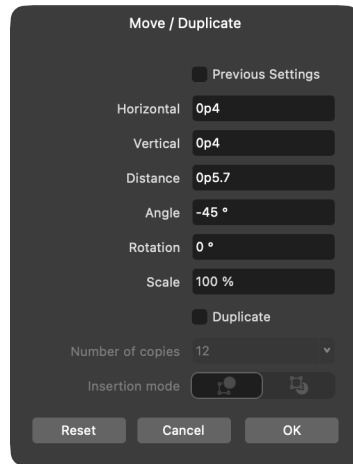 Move / Duplicate
Previous Settings
Horizontal 0p4
Vertical 0p4
Distance 0p5.7
Angle -45 °
Rotation 0 °
Scale 100 %
Duplicate
Number of copies 12
Insertion mode
Reset Cancel OK